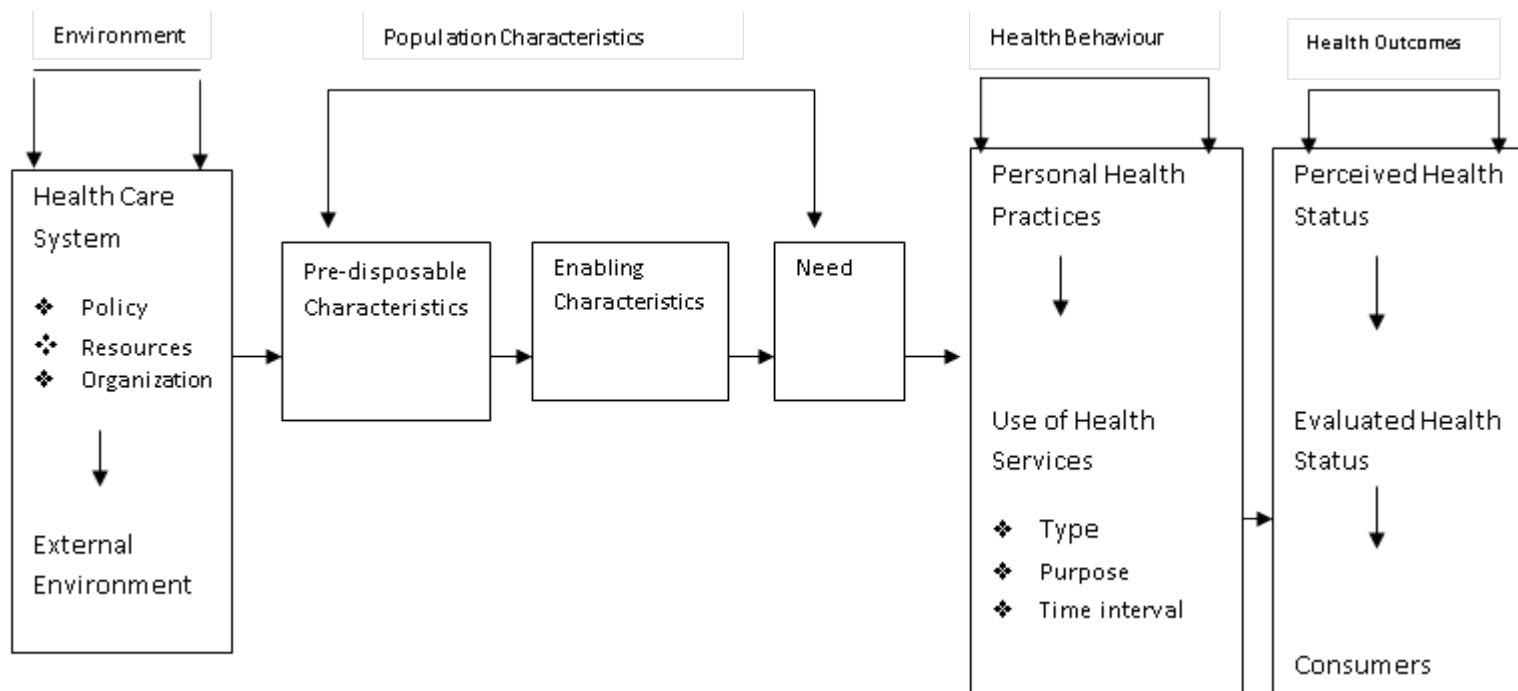 Environment
Population Characteristics
Health Behaviour
Health Outcomes
Health Care
System
❖ Policy
❖ Resources
❖ Organization
External
Environment
Pre-disposable
Characteristics
Enabling
Characteristics
Need
Personal Health
Practices
Use of Health
Services
❖ Type
❖ Purpose
❖ Time interval
Perceived Health
Status
Evaluated Health
Status
Consumers